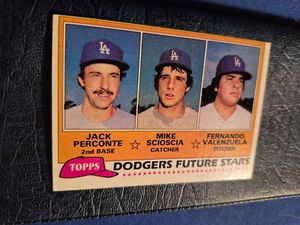 LA
LA
LA
JACK
PERCONTE
2nd BASE
MIKE
SCIOSCIA
CATCHER
FERNANDO
VALENZUELA
PITCHER
TOPPS
DODGERS FUTURE STARS